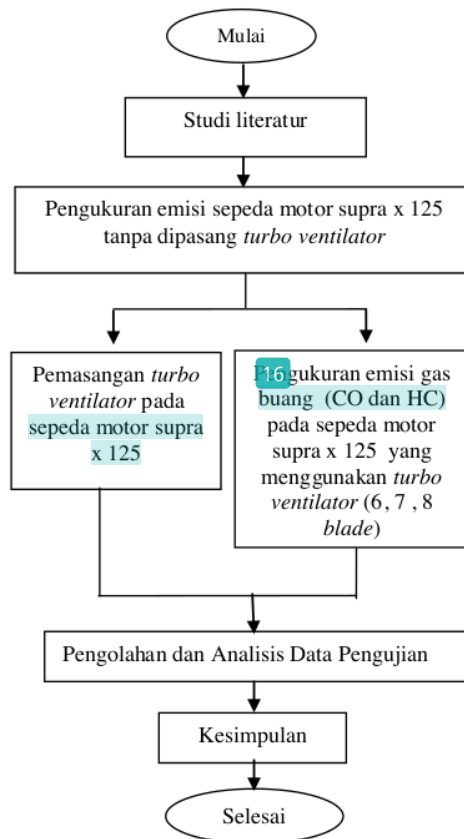 Mulai
Studi literatur
Pengukuran emisi sepeda motor supra x 125
tanpa dipasang turbo ventilator
Pemasangan turbo
ventilator pada
sepeda motor supra
x 125
16
gukuran emisi gas
buang (CO dan HC)
pada sepeda motor
supra x 125 yang
menggunakan turbo
ventilator (6, 7 , 8
blade)
Pengolahan dan Analisis Data Pengujian
Kesimpulan
Selesai